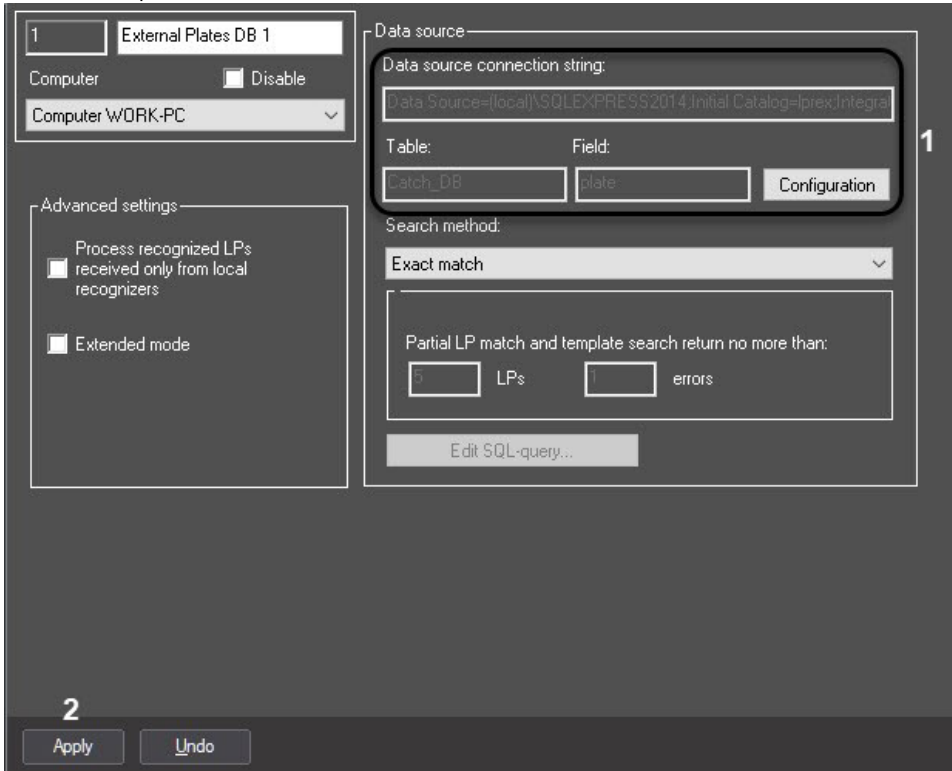 1
External Plates DB 1
Computer
Disable
Computer WORK-PC
Advanced settings
Process recognized LPs
received only from local
recognizers
Extended mode
Data source
Data source connection string:
Data Source=(local)\SQLEXPRESS2014;Initial Catalog=lprex;Integral
Table:
Field:
Catch_DB
plate
Configuration
1
Search method:
Exact match
Partial LP match and template search return no more than:
5
LPs
1
errors
Edit SQL-query...
2
Apply
Undo